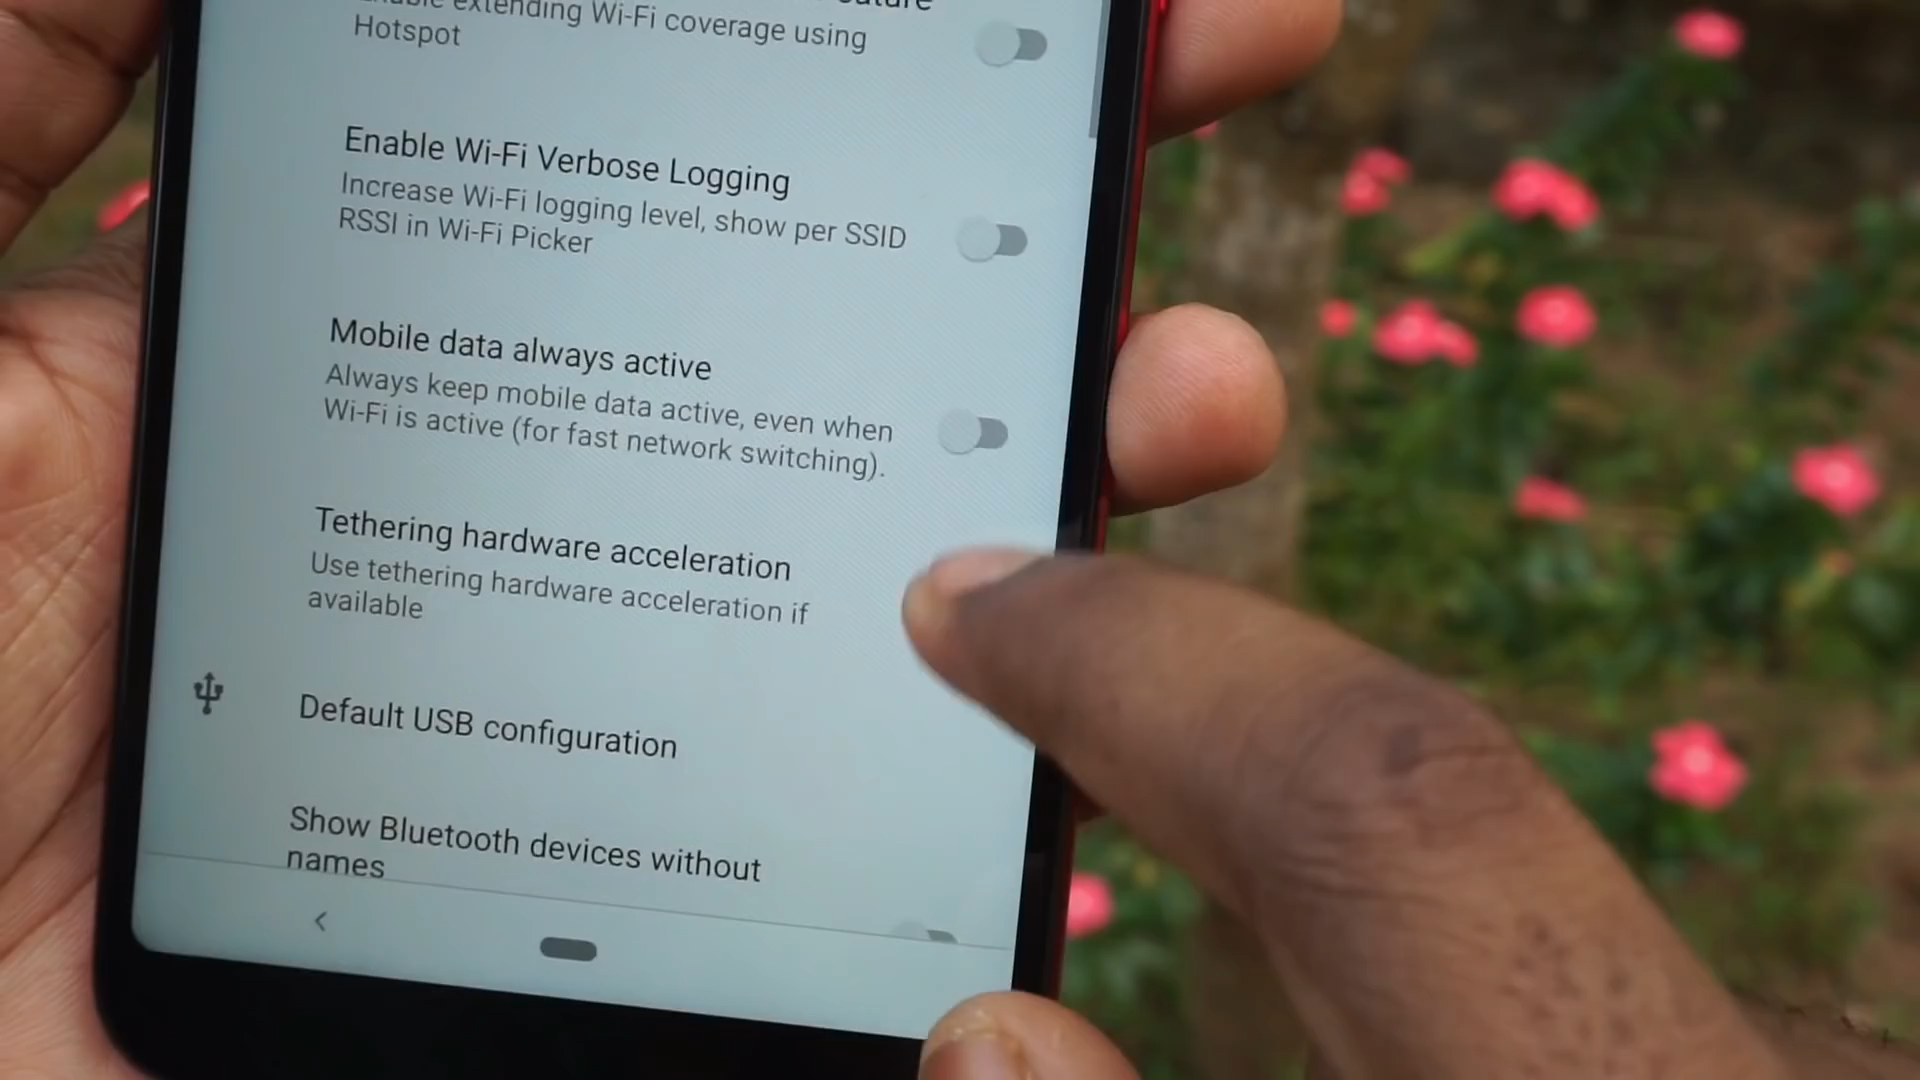 extending Wi-Fi coverage using
Hotspot
Enable Wi-Fi Verbose Logging
Increase Wi-Fi logging level, show per SSID
RSSI in Wi-Fi Picker
Mobile data always active
Always keep mobile data active, even when
Wi-Fi is active (for fast network switching).
Tethering hardware acceleration
Use tethering hardware acceleration if
available
Default USB configuration
Show Bluetooth devices without
names